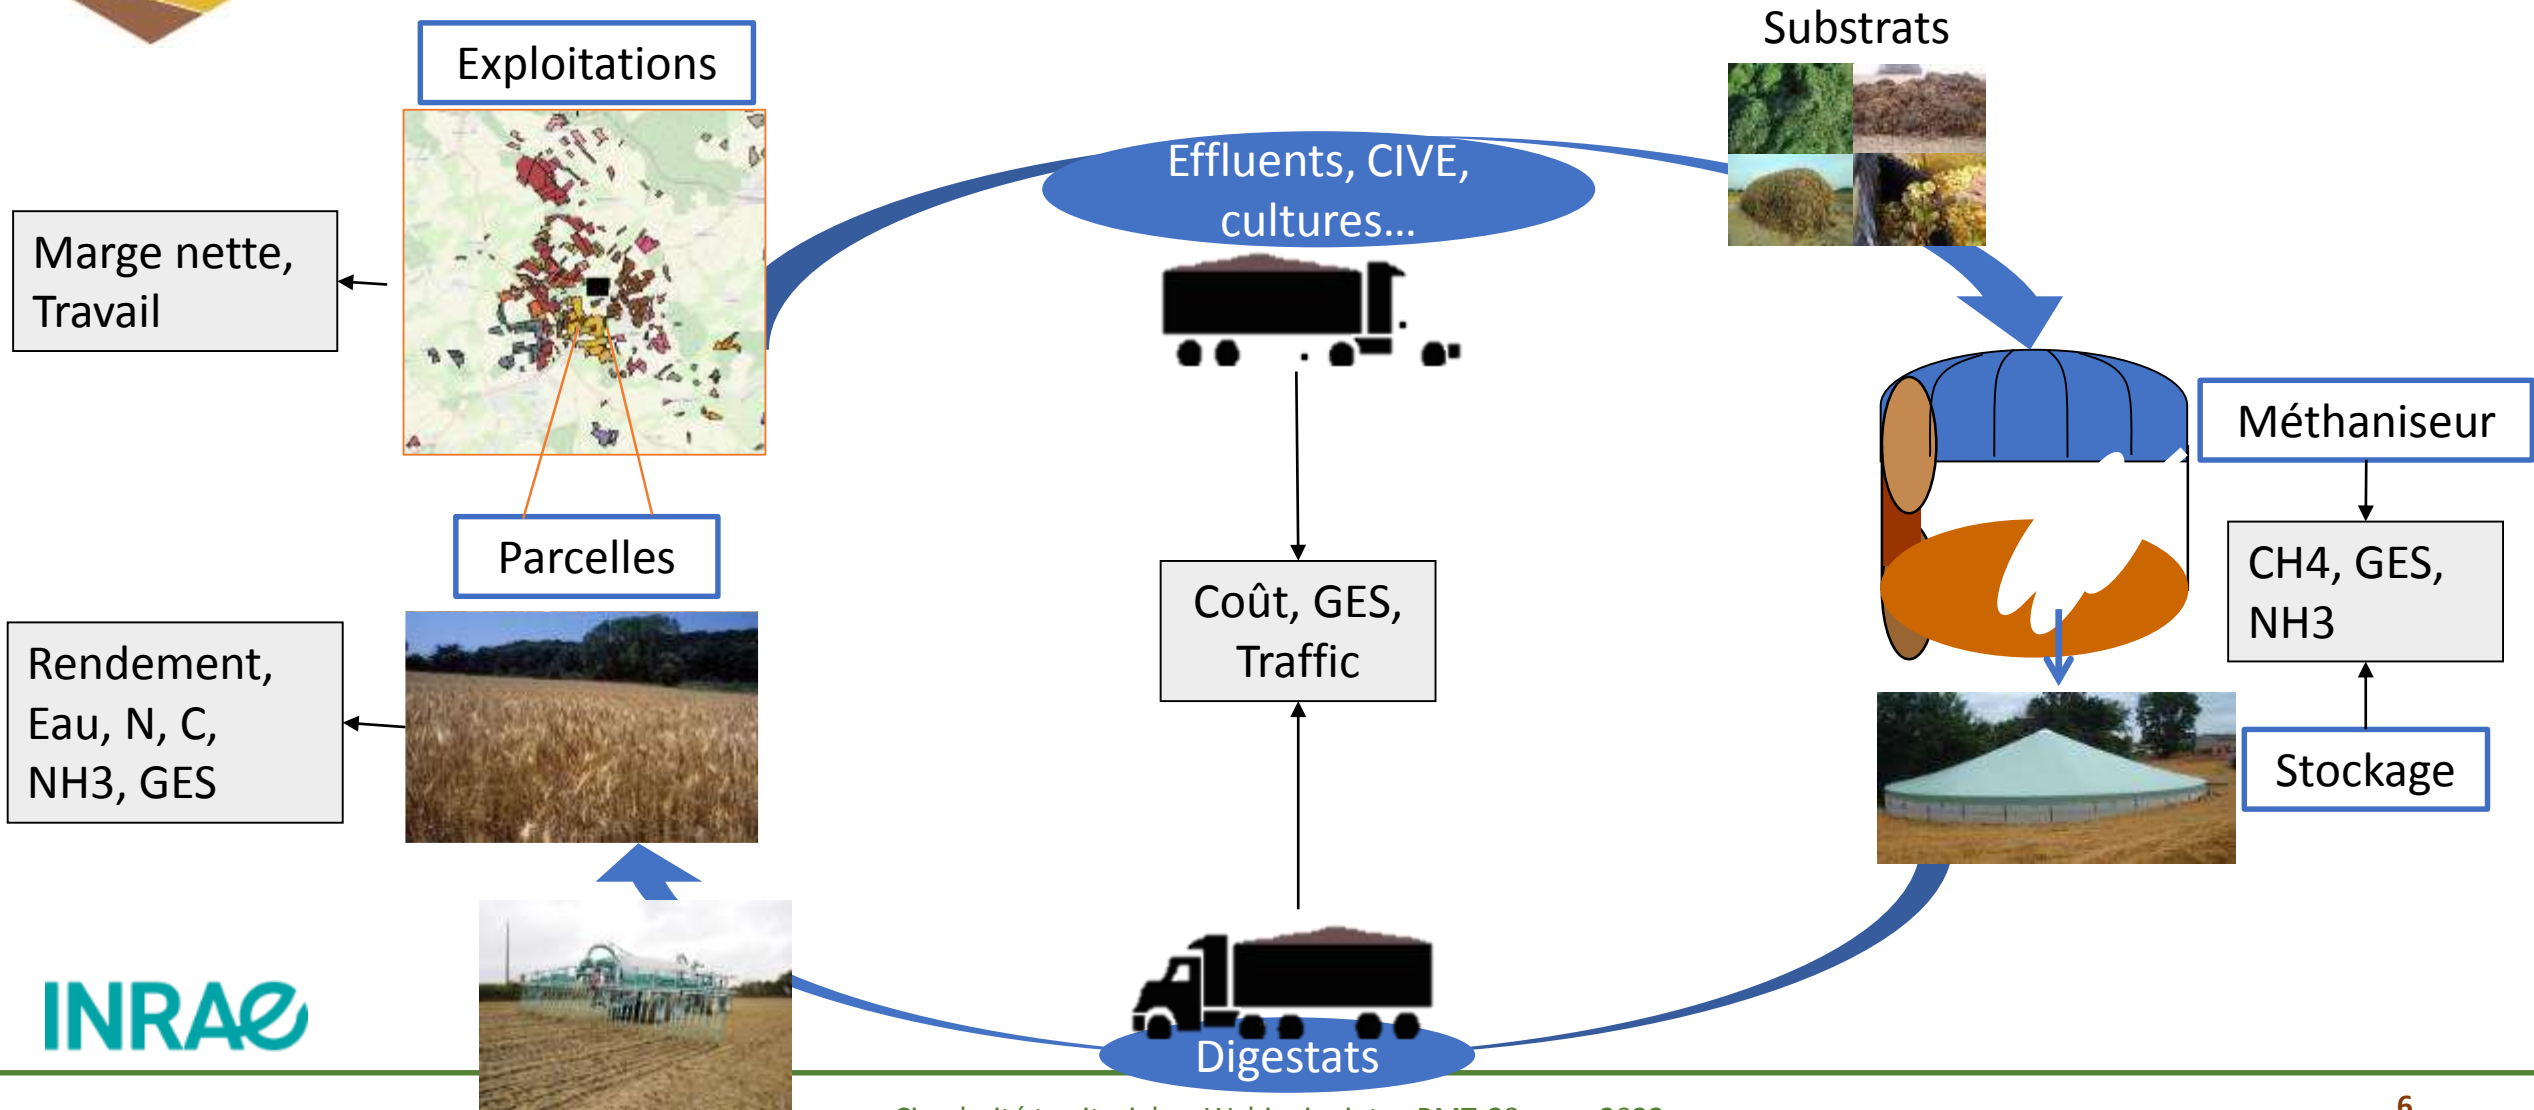 Substrats
Exploitations
Effluents, CIVE,
cultures...
Marge nette,
Travail
Méthaniseur
Parcelles
CH4, GES,
NH3
Coût, GES,
Traffic
Rendement,
Eau, N, C,
NH3, GES
Stockage
INRAE
Digestats
6